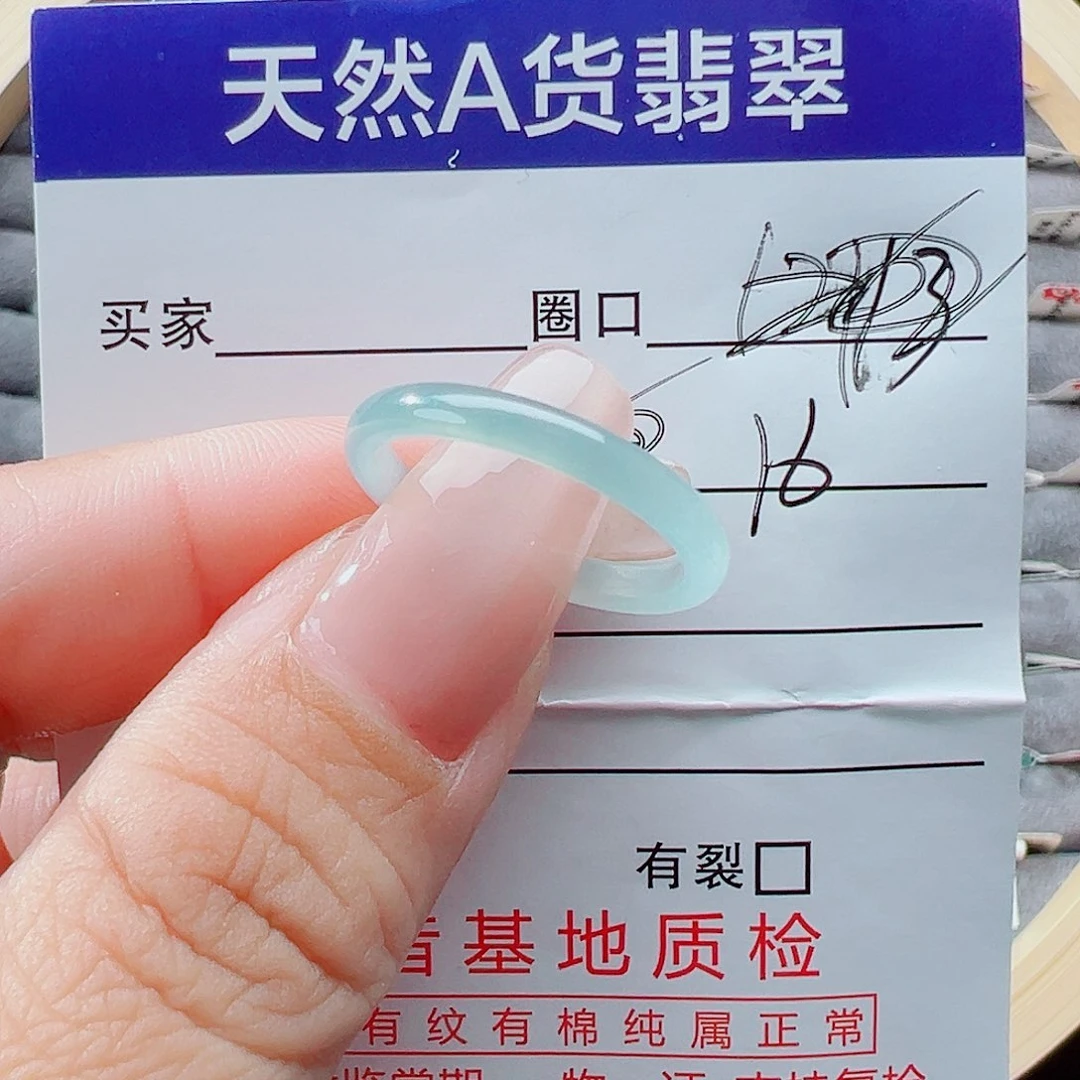 天然A货翡翠
买家 圈口
16
有裂
基地质检
有纹有棉纯属正常